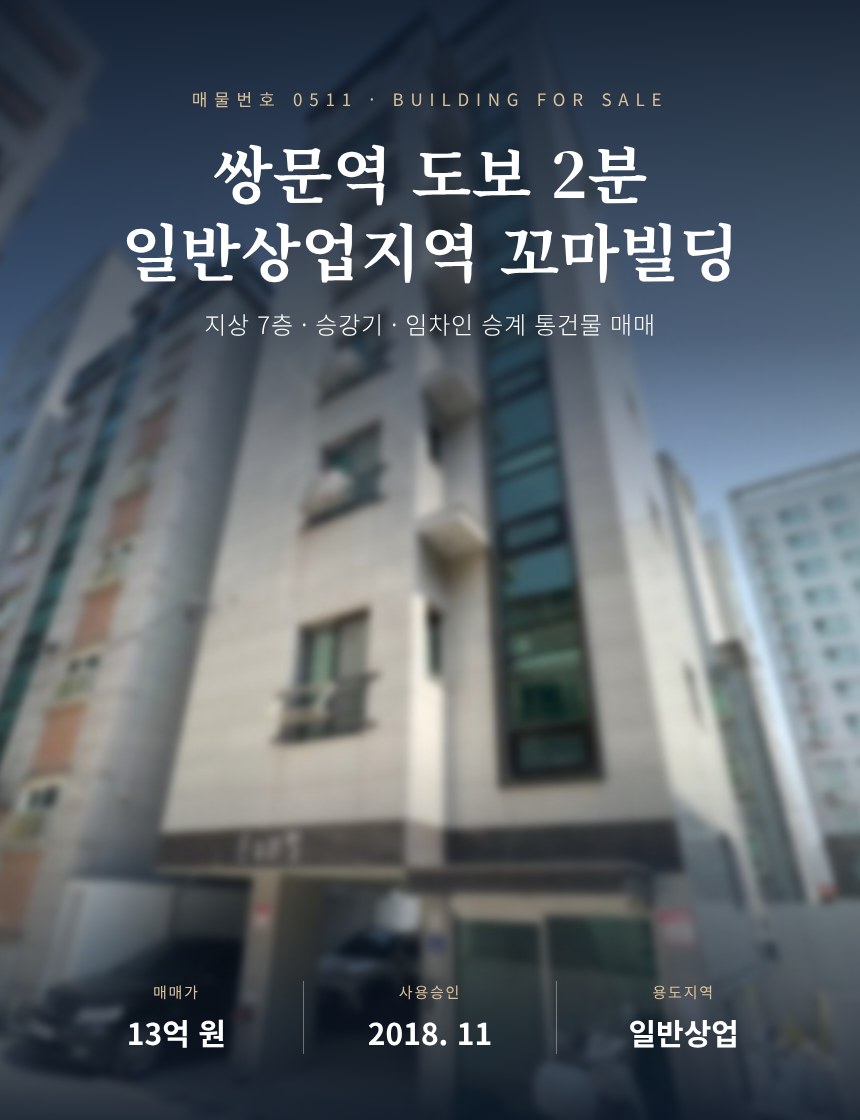 매물번호 0511 · BUILDING FOR SALE
쌍문역 도보 2분
일반상업지역 꼬마빌딩
지상 7층 · 승강기 · 임차인 승계 통건물 매매
매매가
13억 원
사용승인
2018. 11
용도지역
일반상업